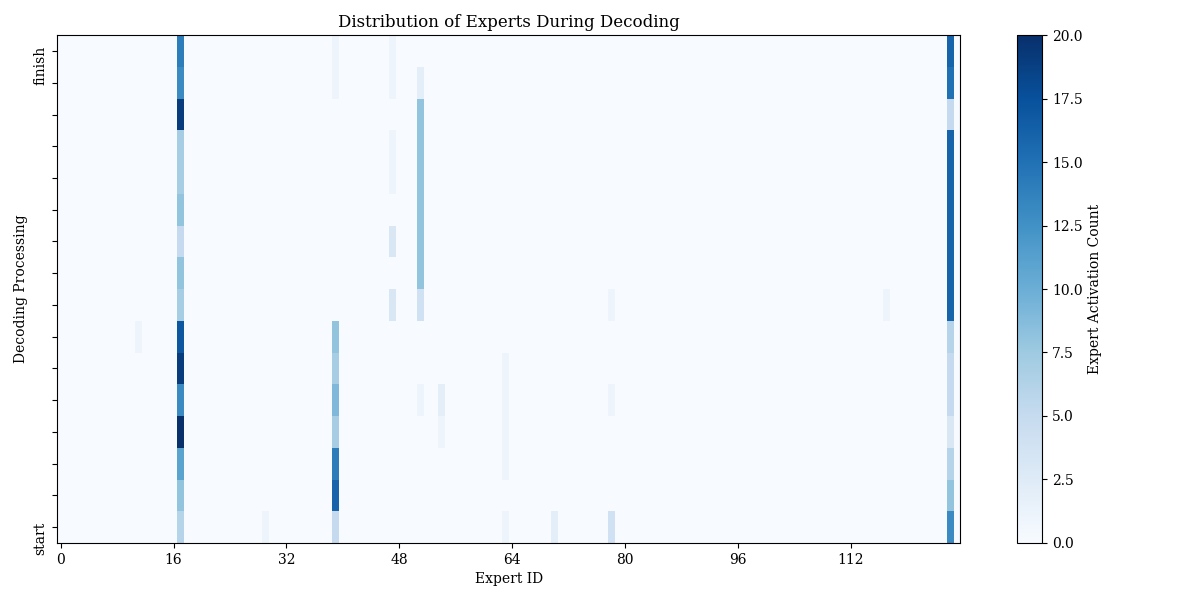 Distribution of Experts During Decoding
finish
Decoding Processing
start
0 16 32 48 64 80 96 112
Expert ID
20.0
17.5
15.0
12.5
10.0
7.5
5.0
2.5
0.0
Expert Activation Count